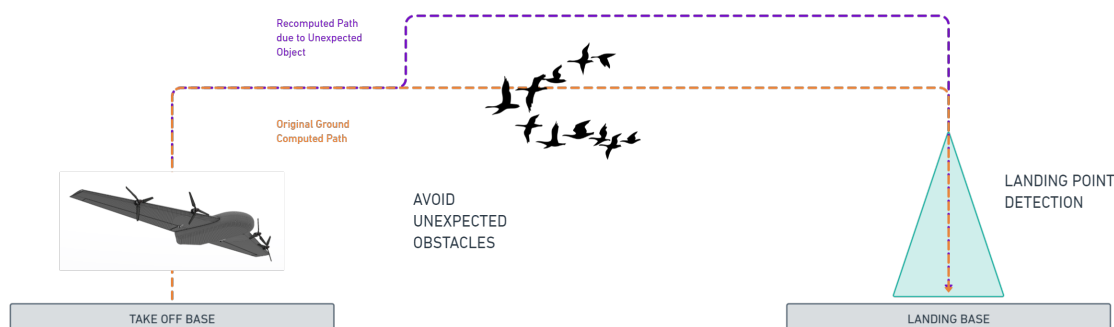 Recomputed Path
due to Unexpected
Object
Original Ground
Computed Path
AVOID
UNEXPECTED
OBSTACLES
LANDING POINT
DETECTION
TAKE OFF BASE
LANDING BASE